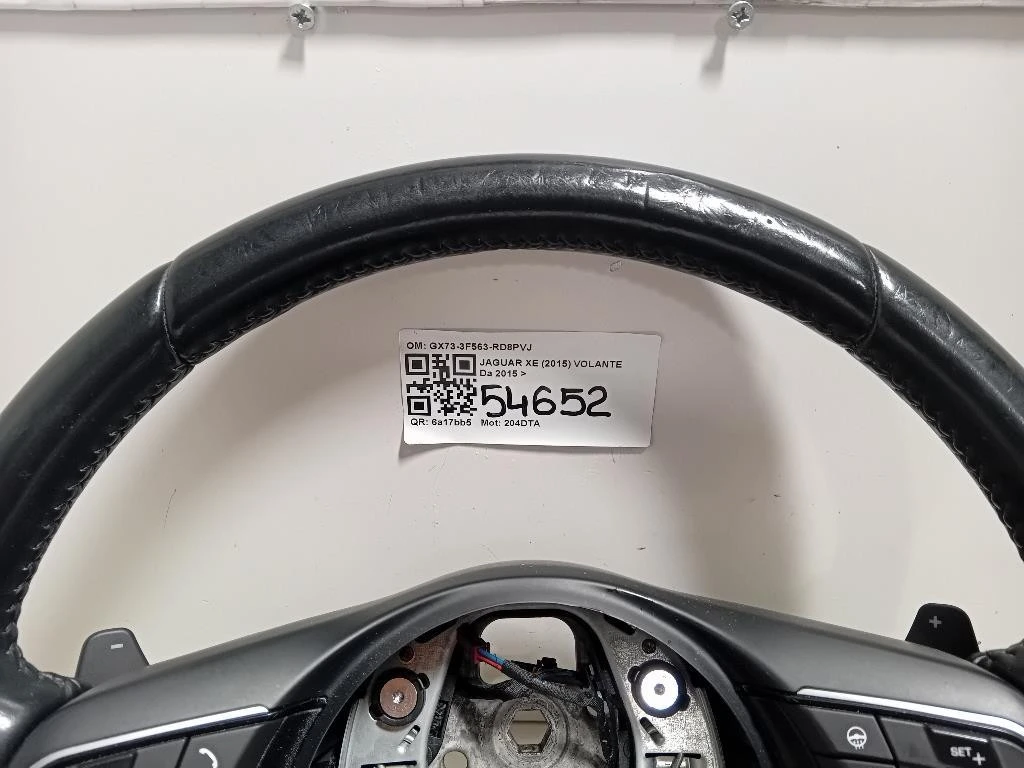 OM: GX73-3F563-RD8PVJ
JAGUAR XE (2015) VOLANTE
Da 2015 >
54652
QR: 6a17bb5 Mot: 204DTA
- +
SET +